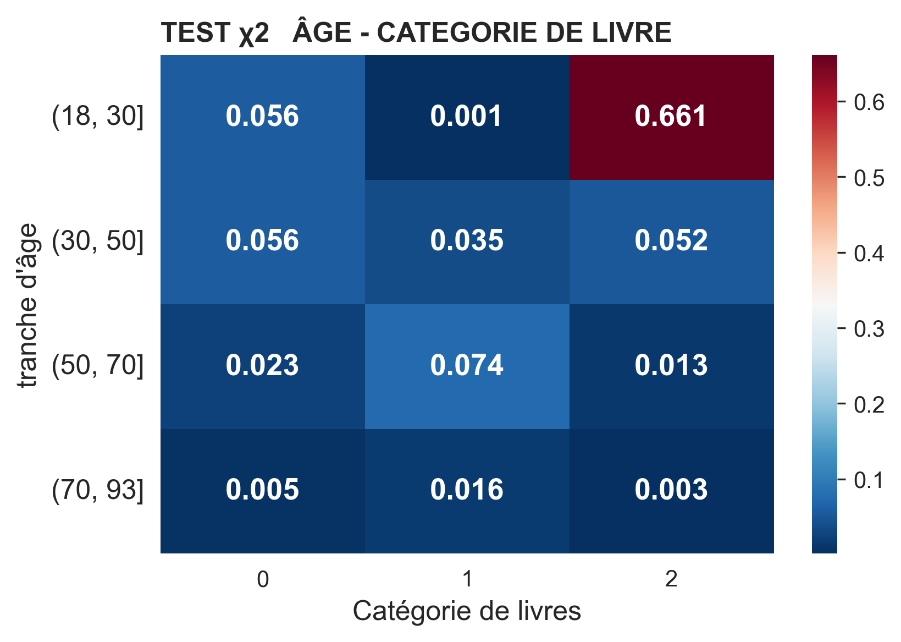 TEST χ2 ÂGE - CATEGORIE DE LIVRE
(18, 30] 0.056 0.001 0.661
(30, 50] 0.056 0.035 0.052
(50, 70] 0.023 0.074 0.013
(70, 93] 0.005 0.016 0.003
tranche d'âge
0 1 2
Catégorie de livres
0.6
0.5
0.4
0.3
0.2
0.1